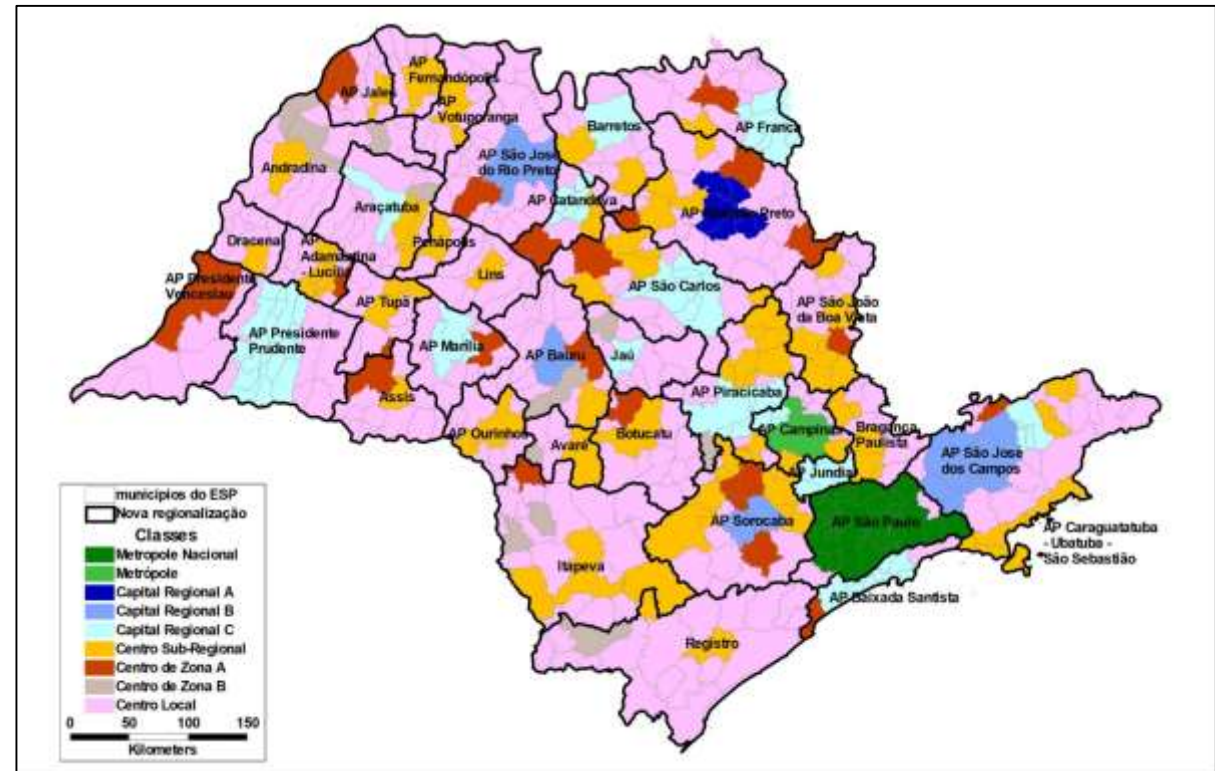 AP
Fernandópolis
AP Jales
AP
Votuporanga
Barretos
AP Franca
Andradina
AP São José
do Rio Preto
AP Catanduva
Araçatuba
AP Ribeirão Preto
Dracena
AP
Adamantina
- Lucélia
Penápolis
Lins
AP Presidente
Venceslau
AP Tupã
AP São Carlos
AP São João
da Boa Vista
AP Presidente
Prudente
AP Marília
AP Bauru
Jaú
Assis
AP Piracicaba
AP Ourinhos
Avaré
Botucatu
AP Campinas
Bragança
Paulista
AP São José
dos Campos
AP Jundiaí
AP Sorocaba
AP São Paulo
AP Caraguatatuba
- Ubatuba -
São Sebastião
Itapeva
AP Baixada Santista
Registro
municípios do ESP
Nova regionalização
Classes
Metropole Nacional
Metrópole
Capital Regional A
Capital Regional B
Capital Regional C
Centro Sub-Regional
Centro de Zona A
Centro de Zona B
Centro Local
0 50 100 150
Kilometers